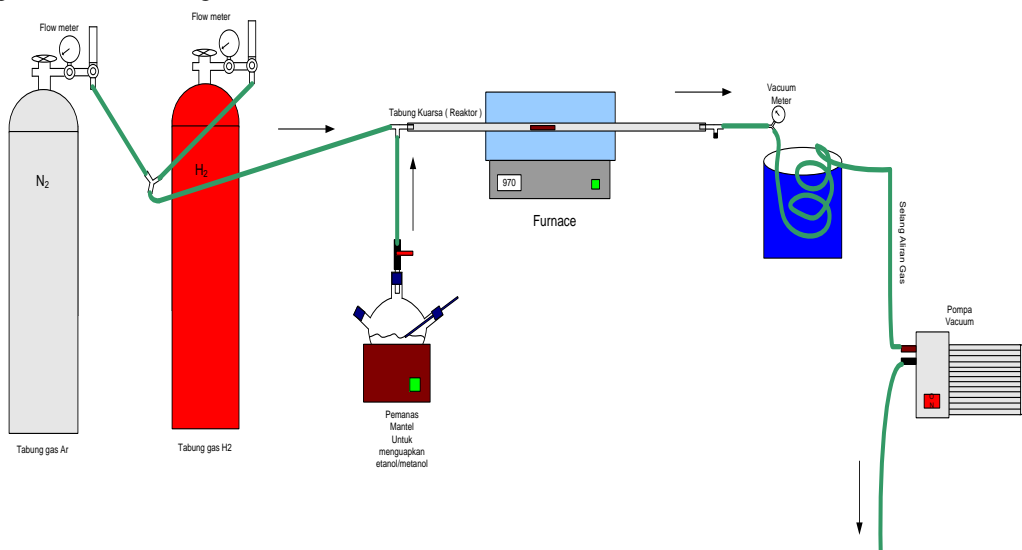 Flow meter
Flow meter
N2
H2
Tabung gas Ar
Tabung gas H2
Tabung Kuarsa ( Reaktor )
970
Furnace
Pemanas
Mantel
Untuk
menguapkan
etanol/metanol
Vacuum
Meter
Selang Aliran Gas
Pompa
Vacuum